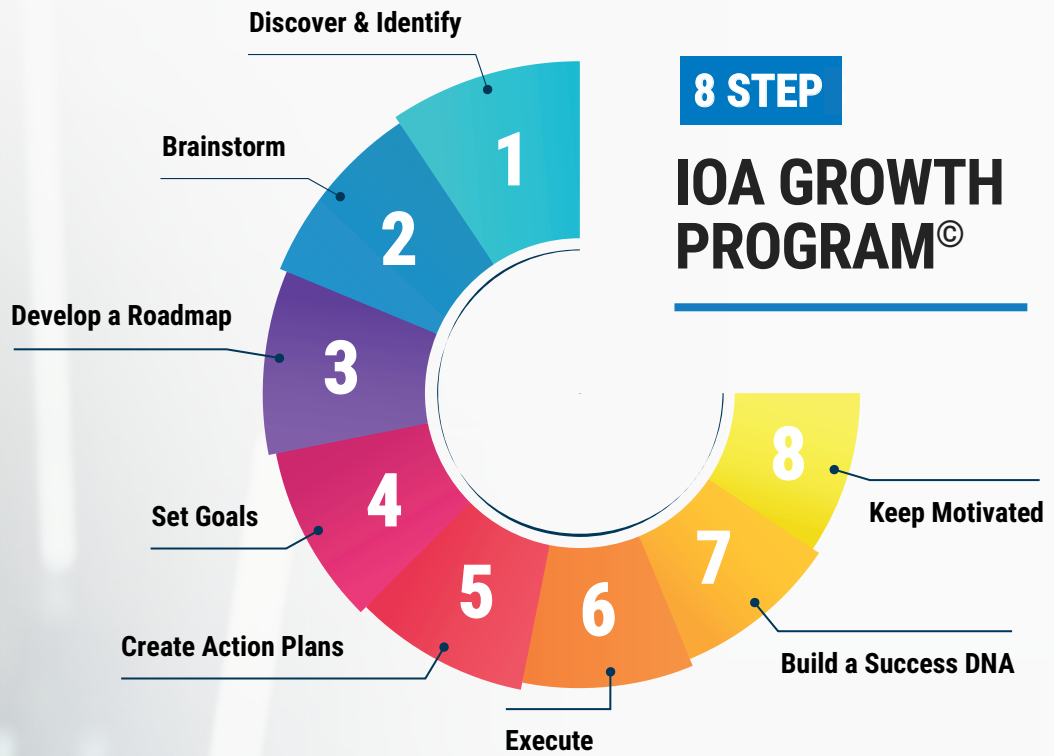 8 STEP
IOA GROWTH
PROGRAM©
Discover & Identify
1
Brainstorm
2
Develop a Roadmap
3
Set Goals
4
Create Action Plans
5
Execute
6
Build a Success DNA
7
Keep Motivated
8